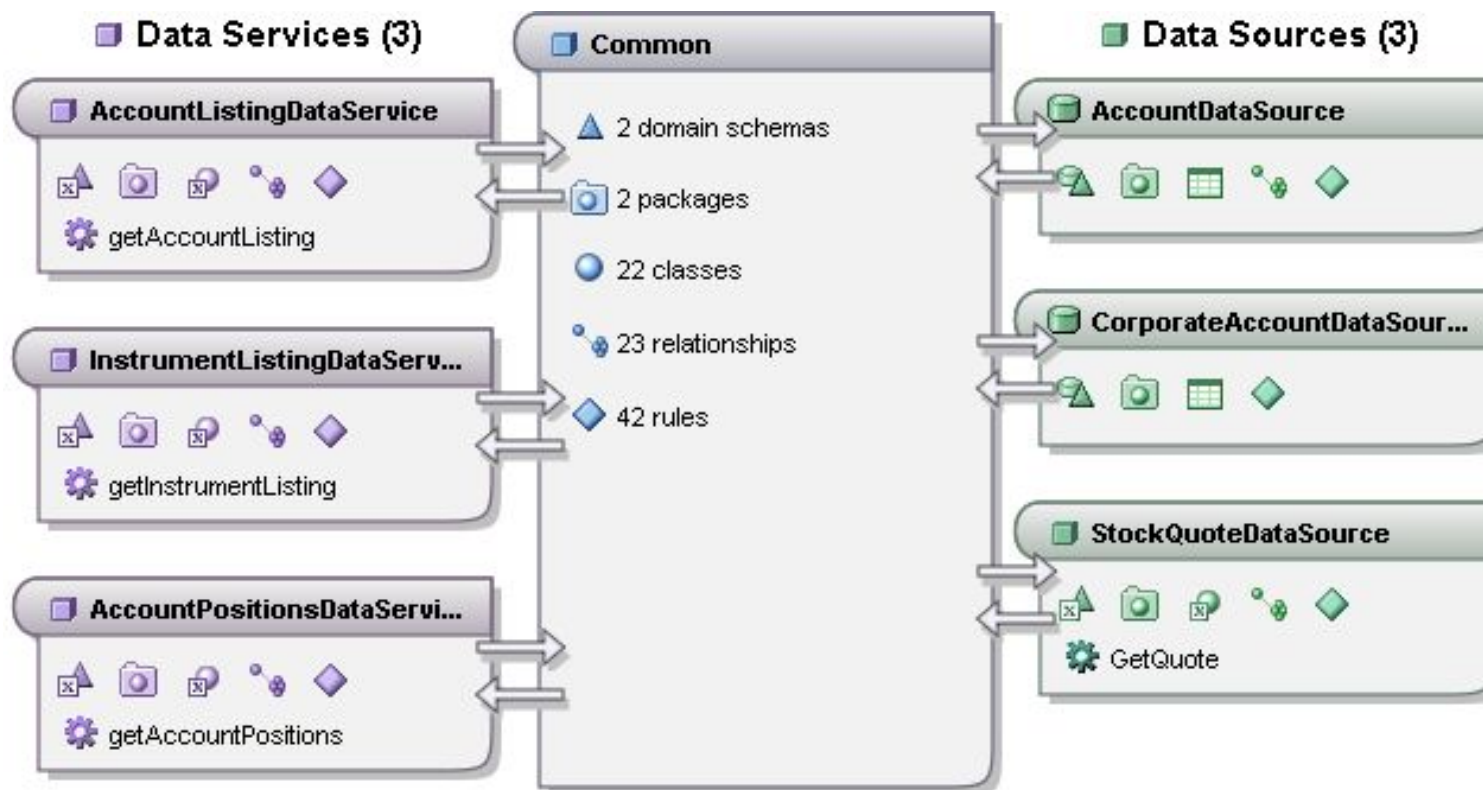 Data Services (3)
AccountListingDataService
getAccountListing
InstrumentListingDataServ...
getInstrumentListing
AccountPositionsDataServi...
getAccountPositions
Common
2 domain schemas
2 packages
22 classes
23 relationships
42 rules
Data Sources (3)
AccountDataSource
CorporateAccountDataSour...
StockQuoteDataSource
GetQuote